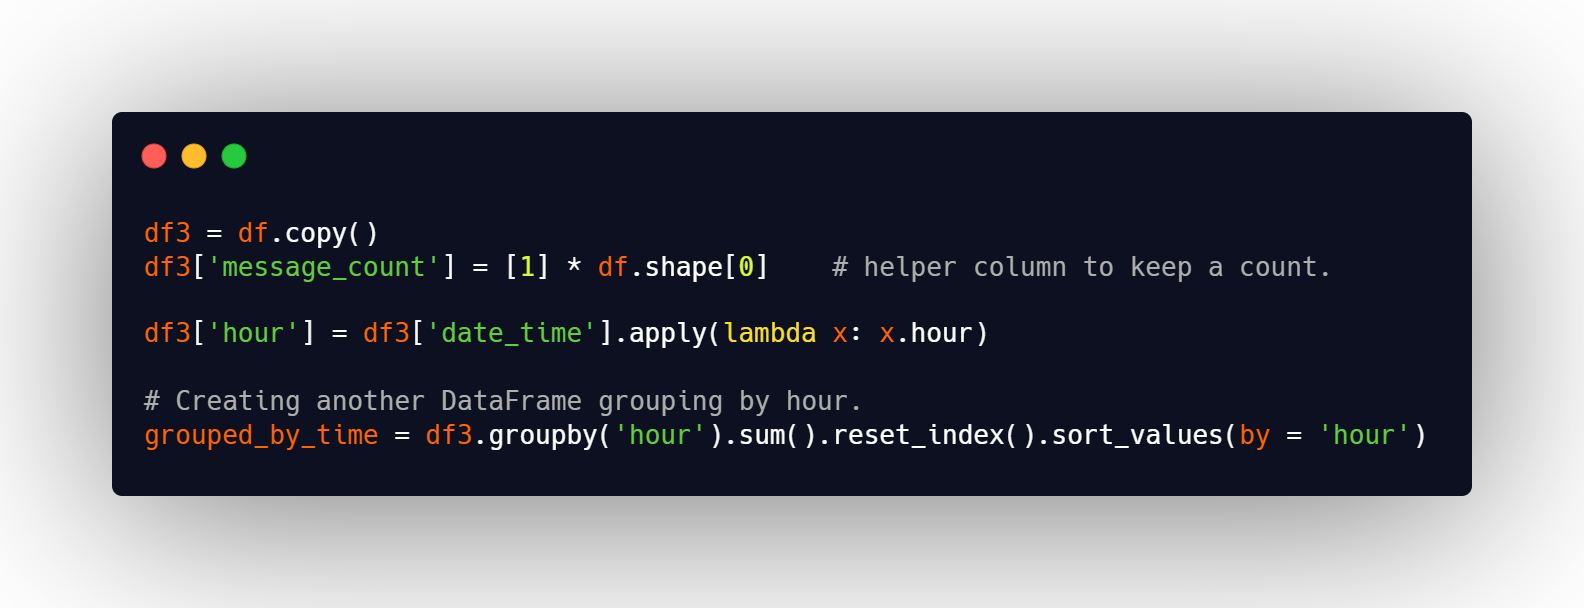 df3 = df.copy()
df3['message_count'] = [1] * df.shape[0]    # helper column to keep a count.
df3['hour'] = df3['date_time'].apply(lambda x: x.hour)
# Creating another DataFrame grouping by hour.
grouped_by_time = df3.groupby('hour').sum().reset_index().sort_values(by = 'hour')